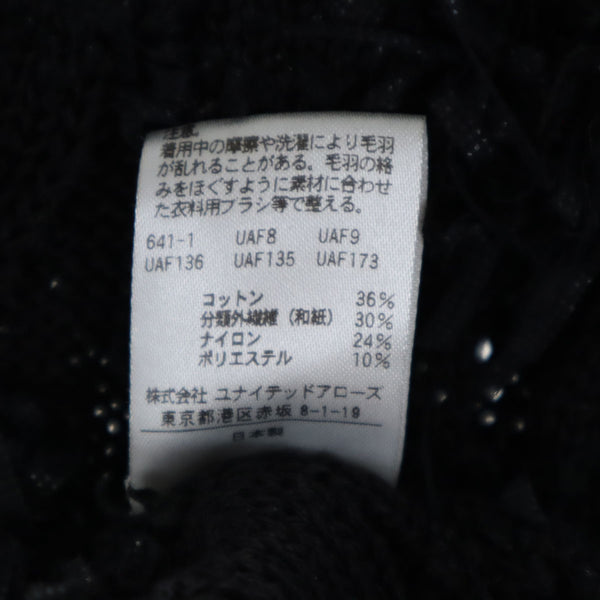 注意
着用中の摩擦や洗濯により毛羽
が乱れることがある。毛羽の絡
みをほぐすように素材に合わせ
た衣料用ブラシ等で整える。
641-1 UAF8 UAF9
UAF136 UAF135 UAF173
コットン 36%
分類外繊維(和紙) 30%
ナイロン 24%
ポリエステル 10%
株式会社 ユナイテッドアローズ
東京都港区赤坂 8-1-19
日本製